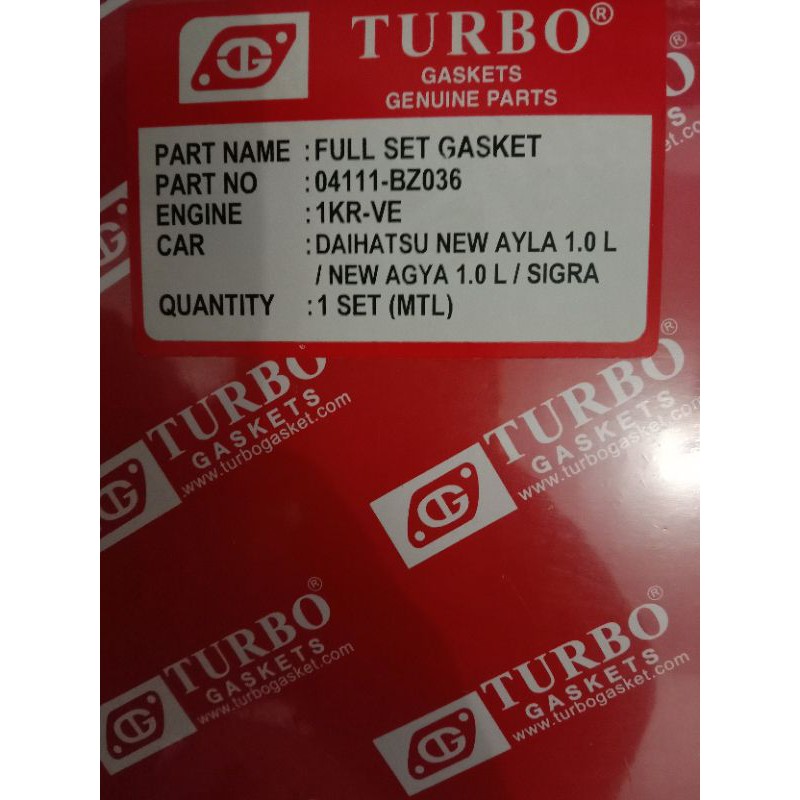 TURBO®
GASKETS
GENUINE PARTS
PART NAME : FULL SET GASKET
PART NO : 04111-BZ036
ENGINE : 1KR-VE
CAR : DAIHATSU NEW AYLA 1.0 L
/ NEW AGYA 1.0 L / SIGRA
QUANTITY : 1 SET (MTL)
TURBO
GASKETS
www.turbogasket.com
TURBO®
GASKETS
www.turbogasket.co
TURBO®
GASKETS
www.turbogasket.com
TURBO®
GASKETS
www.turbogasket.com